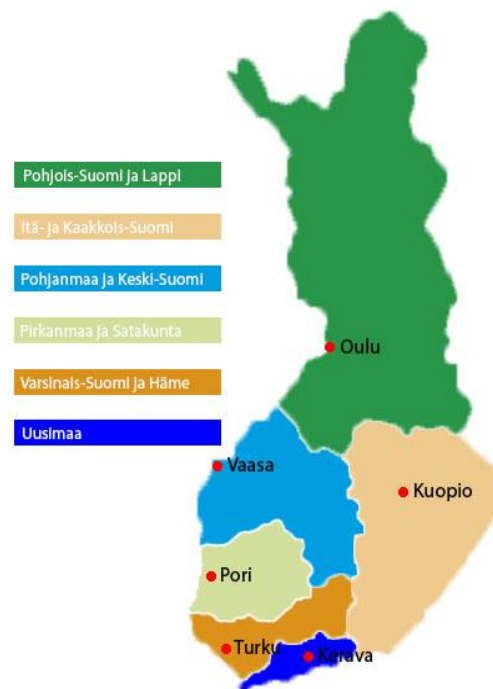 Pohjois-Suomi ja Lappi
Itä- ja Kaakkois-Suomi
Pohjanmaa ja Keski-Suomi
Pirkanmaa ja Satakunta
Varsinais-Suomi ja Häme
Uusimaa
Oulu
Vaasa
Kuopio
Pori
Turku
Kerava